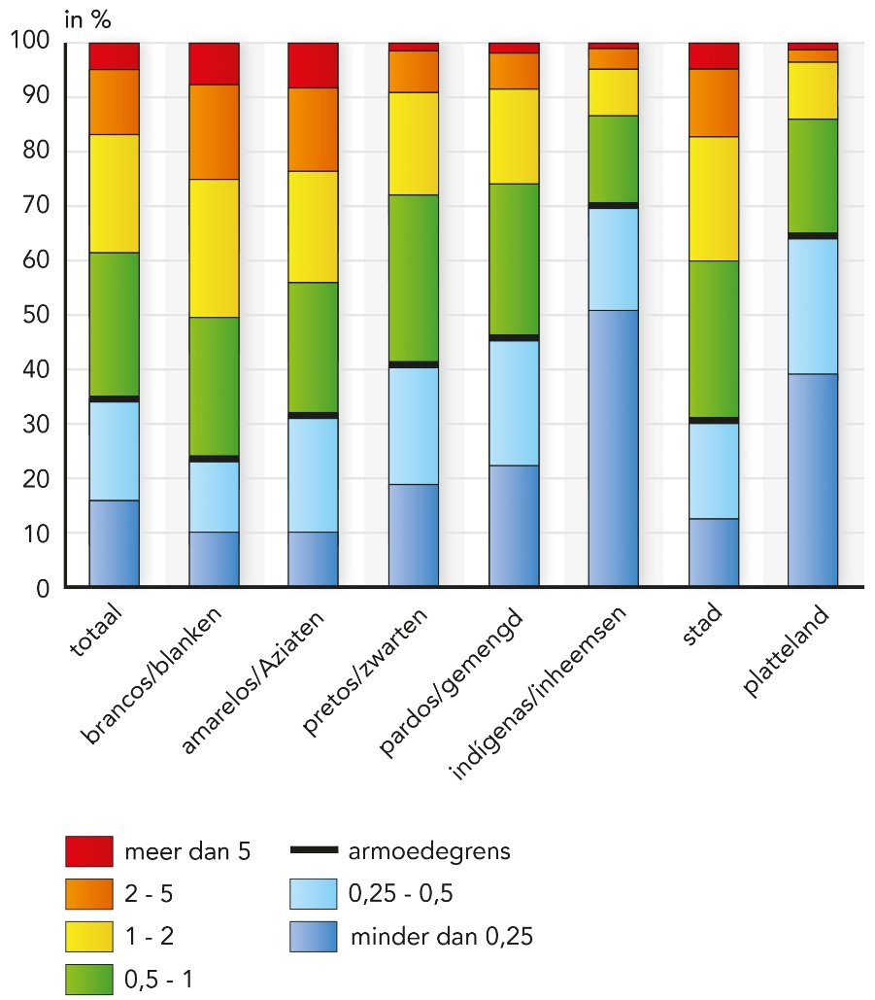 in %
100
90
80
70
60
50
40
30
20
10
0
totaal
brancos/blanken
amarelos/Aziaten
pretos/zwarten
pardos/gemengd
indígenas/inheemsen
stad
platteland
meer dan 5
2 - 5
1 - 2
0,5 - 1
armoedegrens
0,25 - 0,5
minder dan 0,25